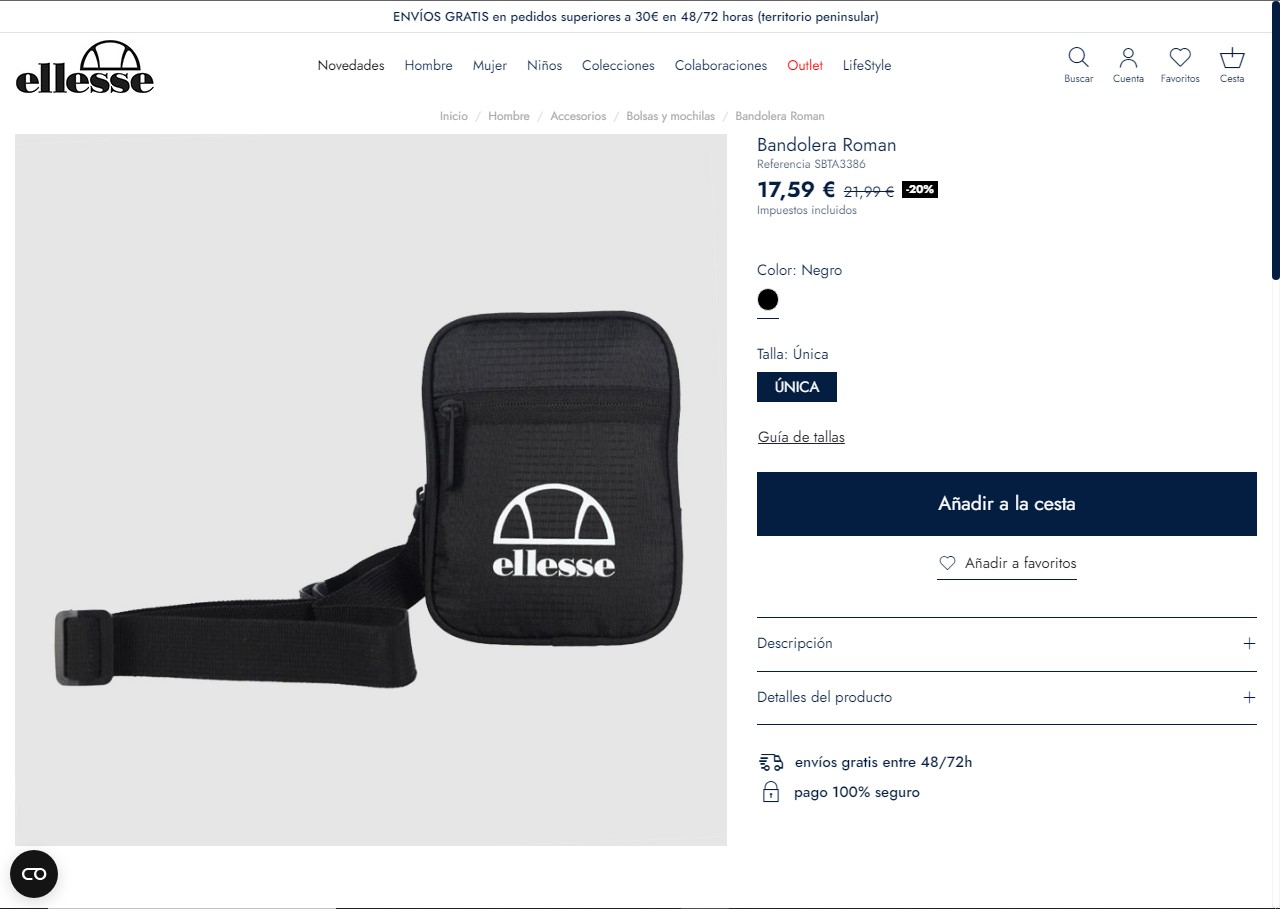 ENVÍOS GRATIS en pedidos superiores a 30€ en 48/72 horas (territorio peninsular)
ellesse
Novedades Hombre Mujer Niños Colecciones Colaboraciones Outlet LifeStyle
Buscar Cuenta Favoritos Cesta
Inicio / Hombre / Accesorios / Bolsas y mochilas / Bandolera Roman
Bandolera Roman
Referencia SBTA3386
17,59 € 21,99 € -20%
Impuestos incluidos
Color: Negro
Talla: Única
ÚNICA
Guía de tallas
ellesse
Añadir a la cesta
Añadir a favoritos
Descripción
Detalles del producto
envíos gratis entre 48/72h
pago 100% seguro